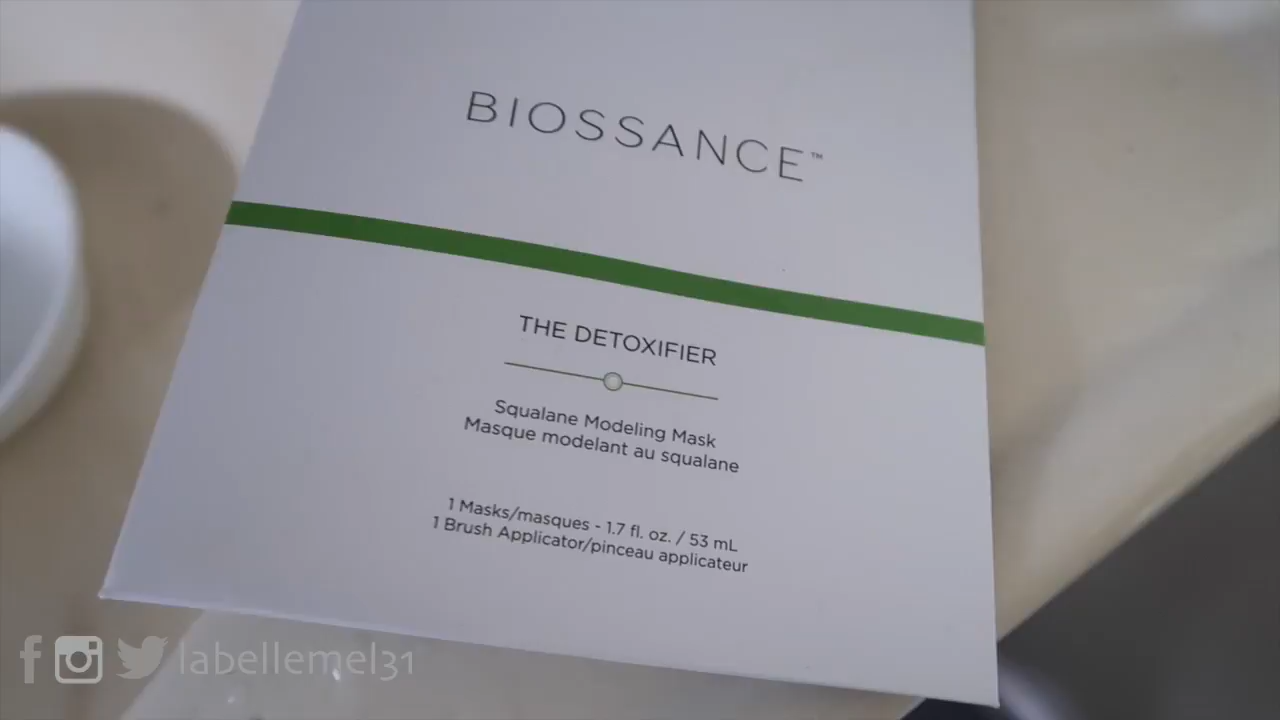 BIOSSANCE™
THE DETOXIFIER
Squalane Modeling Mask
Masque modelant au squalane
1 Masks/masques - 1.7 fl. oz. / 53 mL
1 Brush Applicator/pinceau applicateur
labellemel31